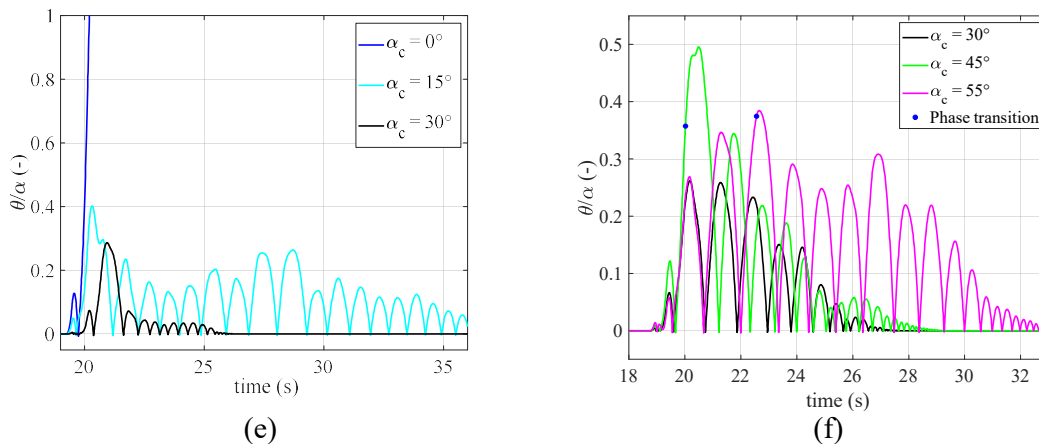 1
0.8
0.6
0.4
0.2
0
θ/α (-)
20 25 30 35
time (s)
α_c = 0°
α_c = 15°
α_c = 30°
(e)
0.5
0.4
0.3
0.2
0.1
0
θ/α (-)
18 20 22 24 26 28 30 32
time (s)
α_c = 30°
α_c = 45°
α_c = 55°
Phase transition
(f)